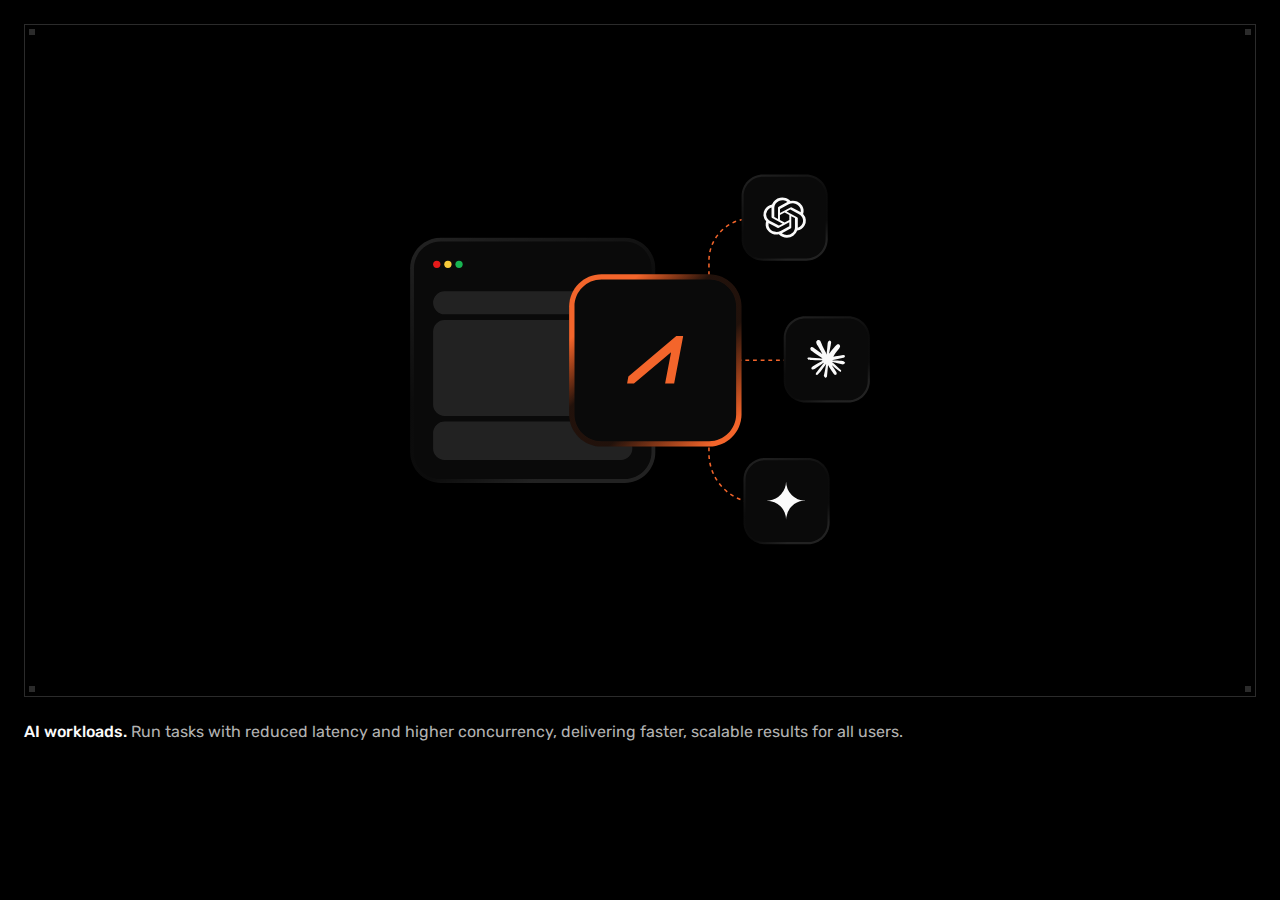 AI workloads. Run tasks with reduced latency and higher concurrency, delivering faster, scalable results for all users.